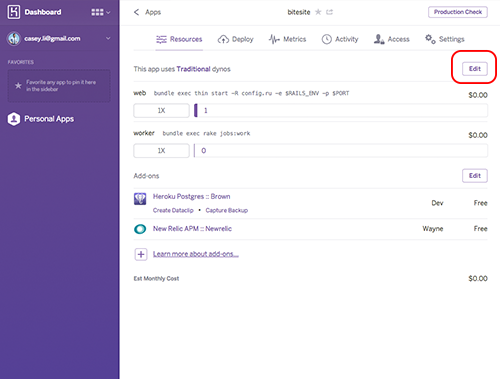 Dashboard
casey.li@gmail.com
FAVORITES
Favorite any app to pin it here
in the sidebar
Personal Apps
Apps
bitesite
Production Check
Resources
Deploy
Metrics
Activity
Access
Settings
This app uses Traditional dynos
Edit
web bundle exec thin start -R config.ru -e $RAILS_ENV -p $PORT $0.00
1X 1
worker bundle exec rake jobs:work $0.00
1X 0
Add-ons Edit
Heroku Postgres :: Brown Dev Free
Create Dataclip • Capture Backup
New Relic APM :: Newrelic Wayne Free
Learn more about add-ons...
Est Monthly Cost $0.00